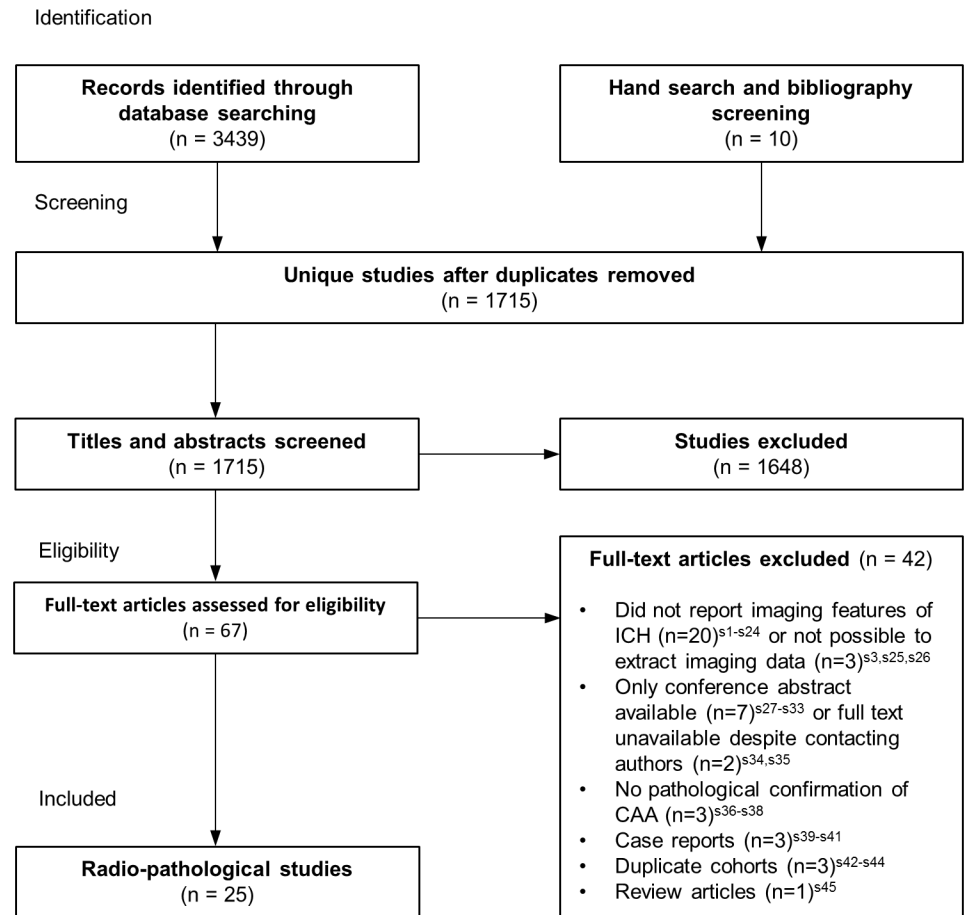 Identification
Records identified through
database searching
(n = 3439)
Hand search and bibliography
screening
(n = 10)
Screening
Unique studies after duplicates removed
(n = 1715)
Titles and abstracts screened
(n = 1715)
Studies excluded
(n = 1648)
Eligibility
Full-text articles assessed for eligibility
(n = 67)
Full-text articles excluded (n = 42)
• Did not report imaging features of
ICH (n=20)s1-s24 or not possible to
extract imaging data (n=3)s3,s25,s26
• Only conference abstract
available (n=7)s27-s33 or full text
unavailable despite contacting
authors (n=2)s34,s35
• No pathological confirmation of
CAA (n=3)s36-s38
• Case reports (n=3)s39-s41
• Duplicate cohorts (n=3)s42-s44
• Review articles (n=1)s45
Included
Radio-pathological studies
(n = 25)